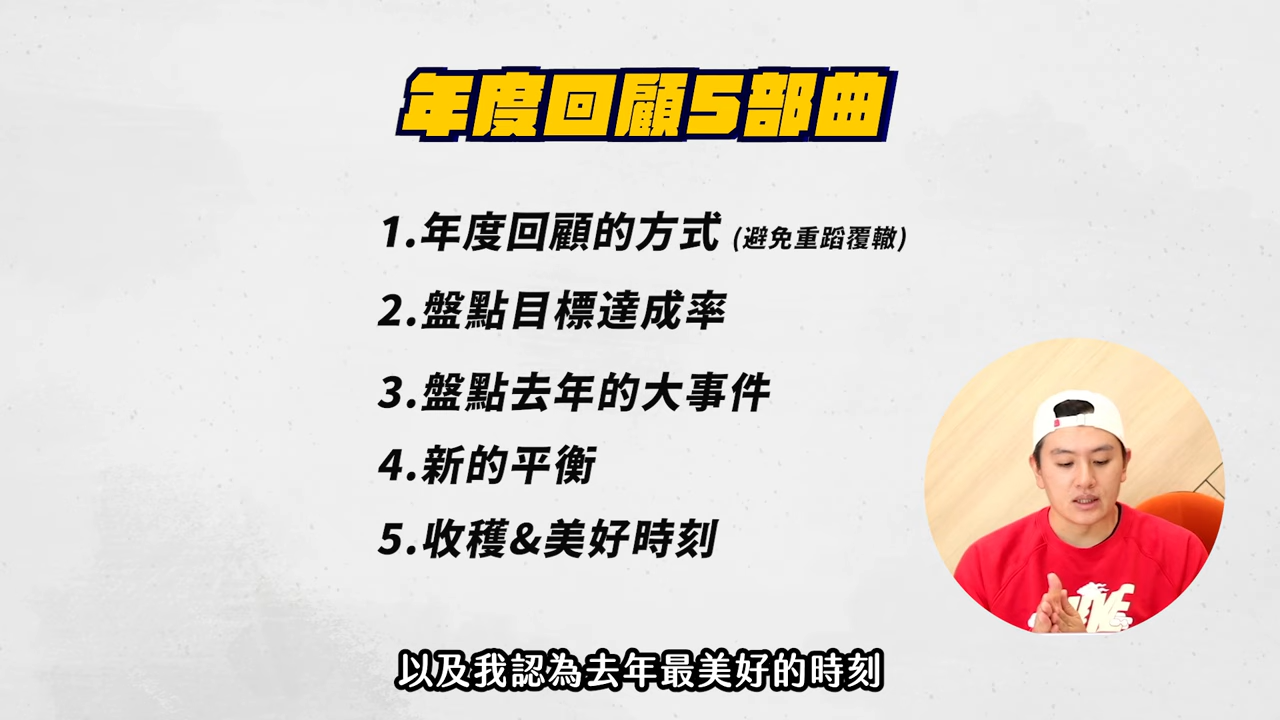 年度回顧5部曲
1.年度回顧的方式 (避免重蹈覆轍)
2.盤點目標達成率
3.盤點去年的大事件
4.新的平衡
5.收穫&美好時刻
以及我認為去年最美好的時刻